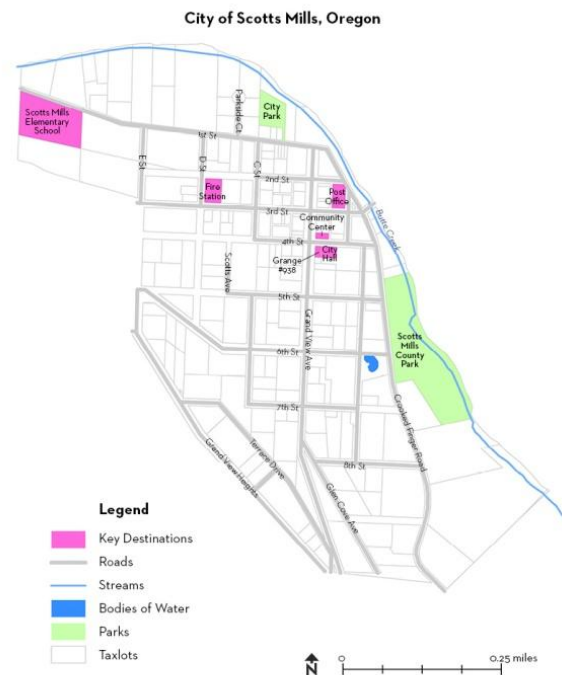 City of Scotts Mills, Oregon
Scotts Mills
Elementary
School
Parkside Ct
City
Park
1st St
E St
D St
C St
2nd St
Fire
Station
Post
Office
3rd St
Butte Creek
Community
Center
4th St
City
Hall
Grange
#938
Scotts Ave
5th St
Grand View Ave
Scotts
Mills
County
Park
6th St
7th St
Crooked Finger Road
Terrace Drive
Grand View Heights
8th St
Glen Cove Ave
Legend
Key Destinations
Roads
Streams
Bodies of Water
Parks
Taxlots
N
0
0.25 miles